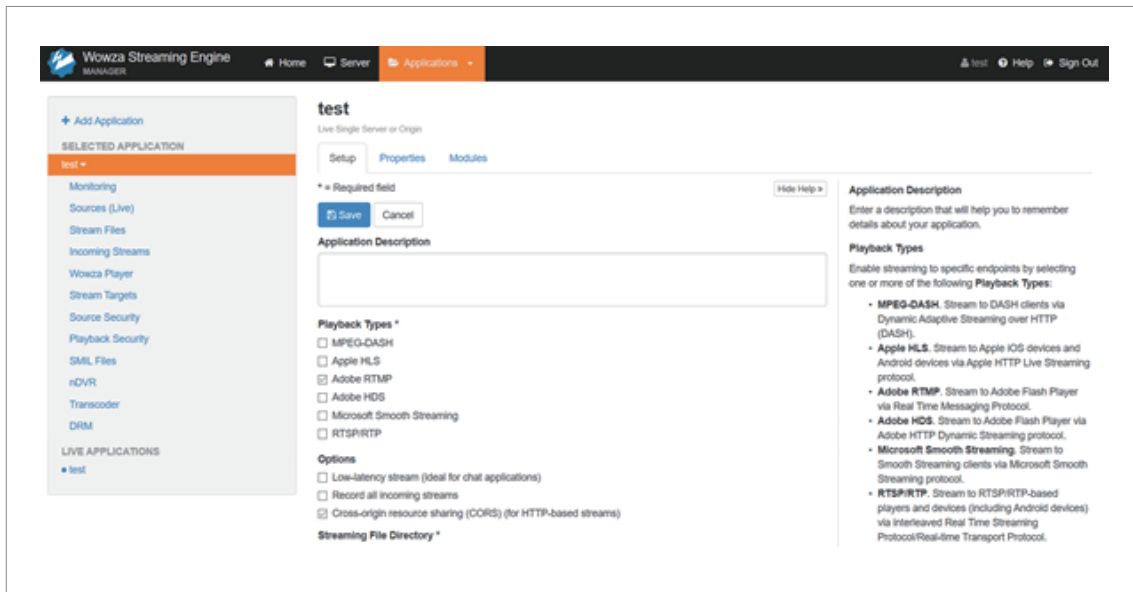 Wowza Streaming Engine
MANAGER
Home
Server
Applications
test
Help
Sign Out
+ Add Application
SELECTED APPLICATION
test
Monitoring
Sources (Live)
Stream Files
Incoming Streams
Wowza Player
Stream Targets
Source Security
Playback Security
SMIL Files
nDVR
Transcoder
DRM
LIVE APPLICATIONS
test
test
Live Single Server or Origin
Setup
Properties
Modules
* = Required field
Hide Help »
Save
Cancel
Application Description
Playback Types *
MPEG-DASH
Apple HLS
Adobe RTMP
Adobe HDS
Microsoft Smooth Streaming
RTSP/RTP
Options
Low-latency stream (ideal for chat applications)
Record all incoming streams
Cross-origin resource sharing (CORS) (for HTTP-based streams)
Streaming File Directory *
Application Description
Enter a description that will help you to remember
details about your application.
Playback Types
Enable streaming to specific endpoints by selecting
one or more of the following Playback Types:
• MPEG-DASH. Stream to DASH clients via
Dynamic Adaptive Streaming over HTTP
(DASH).
• Apple HLS. Stream to Apple iOS devices and
Android devices via Apple HTTP Live Streaming
protocol.
• Adobe RTMP. Stream to Adobe Flash Player
via Real Time Messaging Protocol.
• Adobe HDS. Stream to Adobe Flash Player via
Adobe HTTP Dynamic Streaming protocol.
• Microsoft Smooth Streaming. Stream to
Smooth Streaming clients via Microsoft Smooth
Streaming protocol.
• RTSP/RTP. Stream to RTSP/RTP-based
players and devices (including Android devices)
via interleaved Real Time Streaming
Protocol/Real-time Transport Protocol.